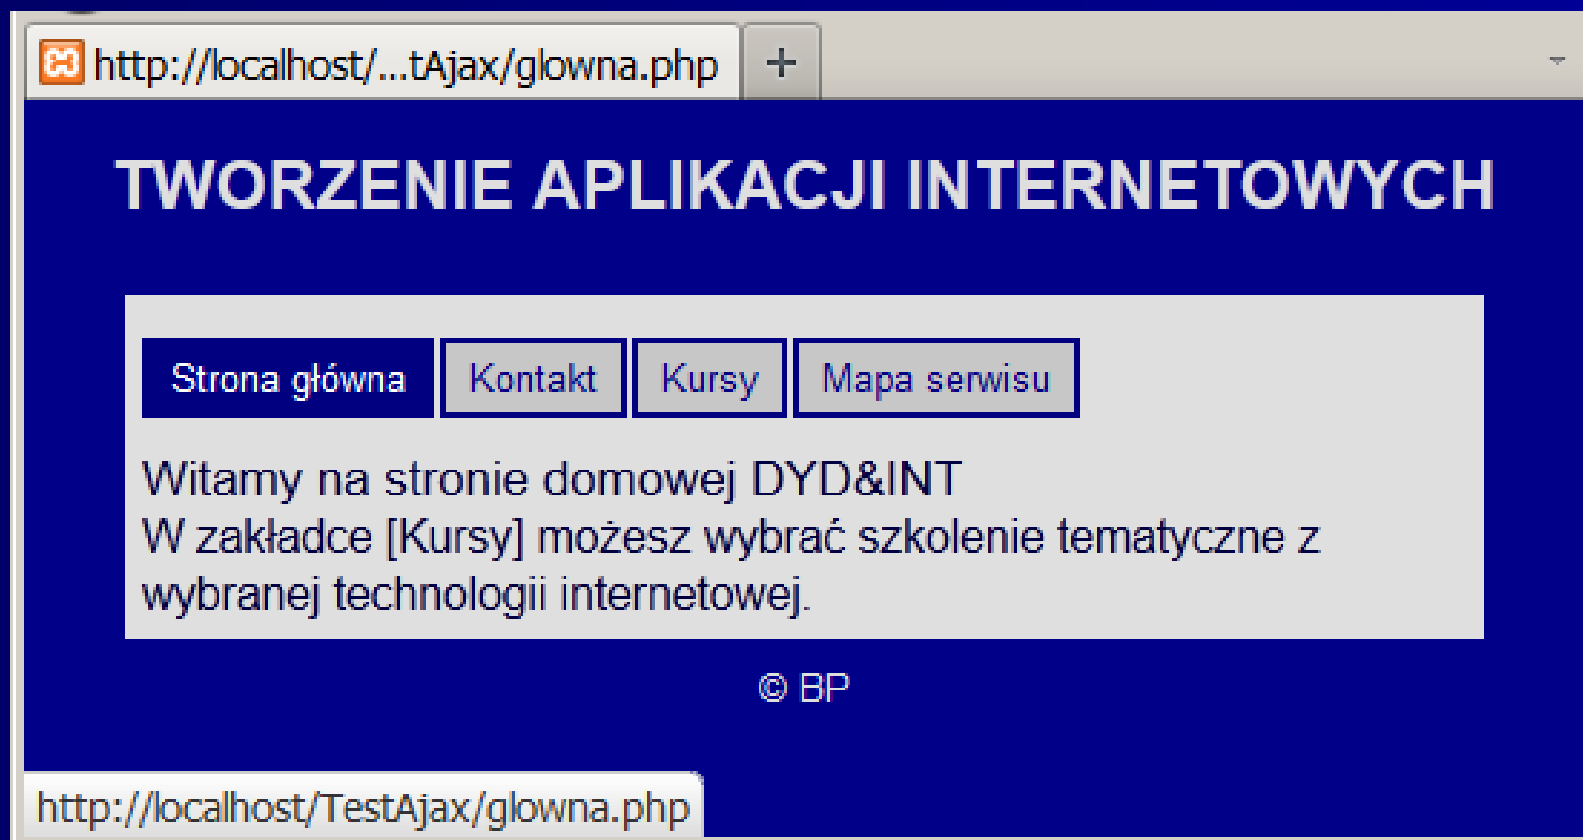 http://localhost/...tAjax/glowna.php +
TWORZENIE APLIKACJI INTERNETOWYCH
Strona główna Kontakt Kursy Mapa serwisu
Witamy na stronie domowej DYD&INT
W zakładce [Kursy] możesz wybrać szkolenie tematyczne z
wybranej technologii internetowej.
© BP
http://localhost/TestAjax/glowna.php